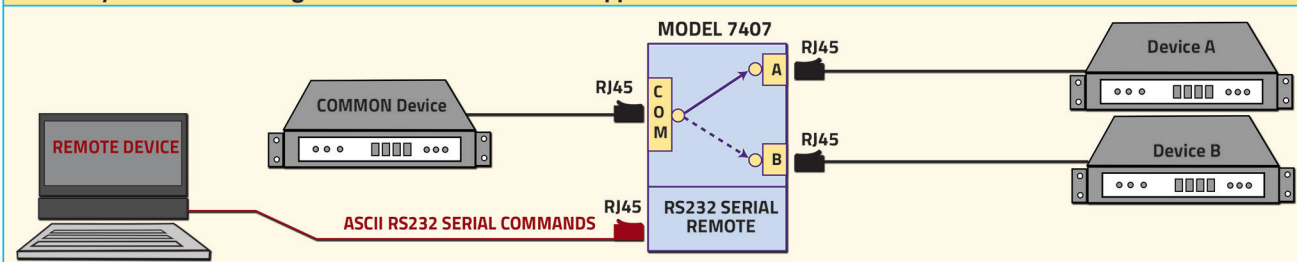 MODEL 7407
RJ45
Device A
A
RJ45
COMMON Device
C
O
M
REMOTE DEVICE
RJ45
Device B
B
RJ45
ASCII RS232 SERIAL COMMANDS
RS232 SERIAL
REMOTE